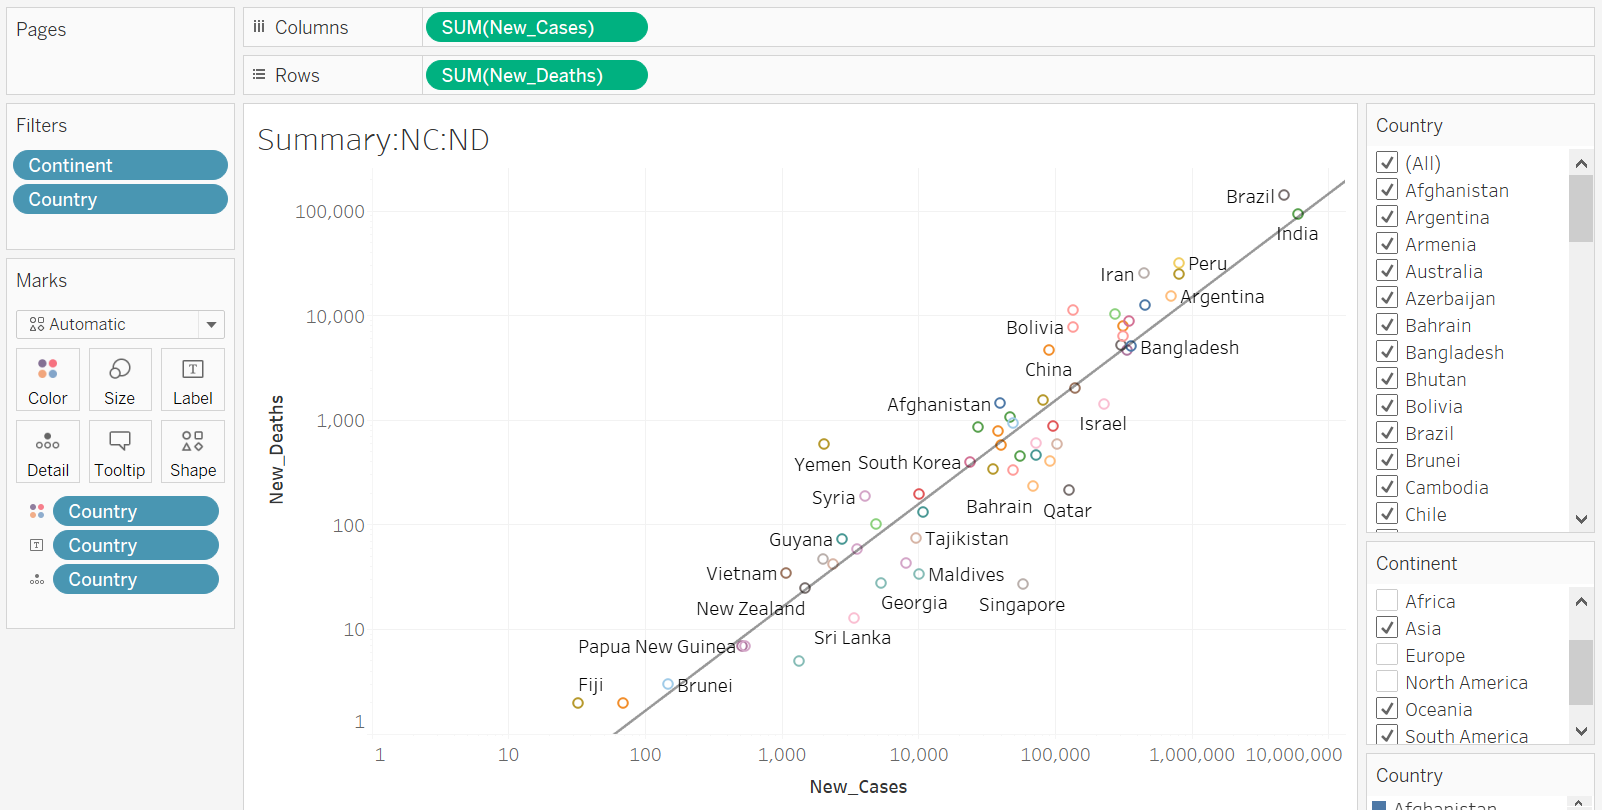 Pages
Columns
SUM(New_Cases)
Rows
SUM(New_Deaths)
Filters
Continent
Country
Marks
Automatic
Color
Size
Label
Detail
Tooltip
Shape
Country
Country
Country
Summary:NC:ND
New_Deaths
100,000
10,000
1,000
100
10
1
Brazil
India
Peru
Iran
Argentina
Bolivia
Bangladesh
China
Afghanistan
Israel
Yemen
South Korea
Syria
Bahrain
Qatar
Guyana
Tajikistan
Vietnam
Maldives
New Zealand
Georgia
Singapore
Sri Lanka
Papua New Guinea
Fiji
Brunei
1
10
100
1,000
10,000
100,000
1,000,000
10,000,000
New_Cases
Country
(All)
Afghanistan
Argentina
Armenia
Australia
Azerbaijan
Bahrain
Bangladesh
Bhutan
Bolivia
Brazil
Brunei
Cambodia
Chile
Continent
Africa
Asia
Europe
North America
Oceania
South America
Country
Afghanistan